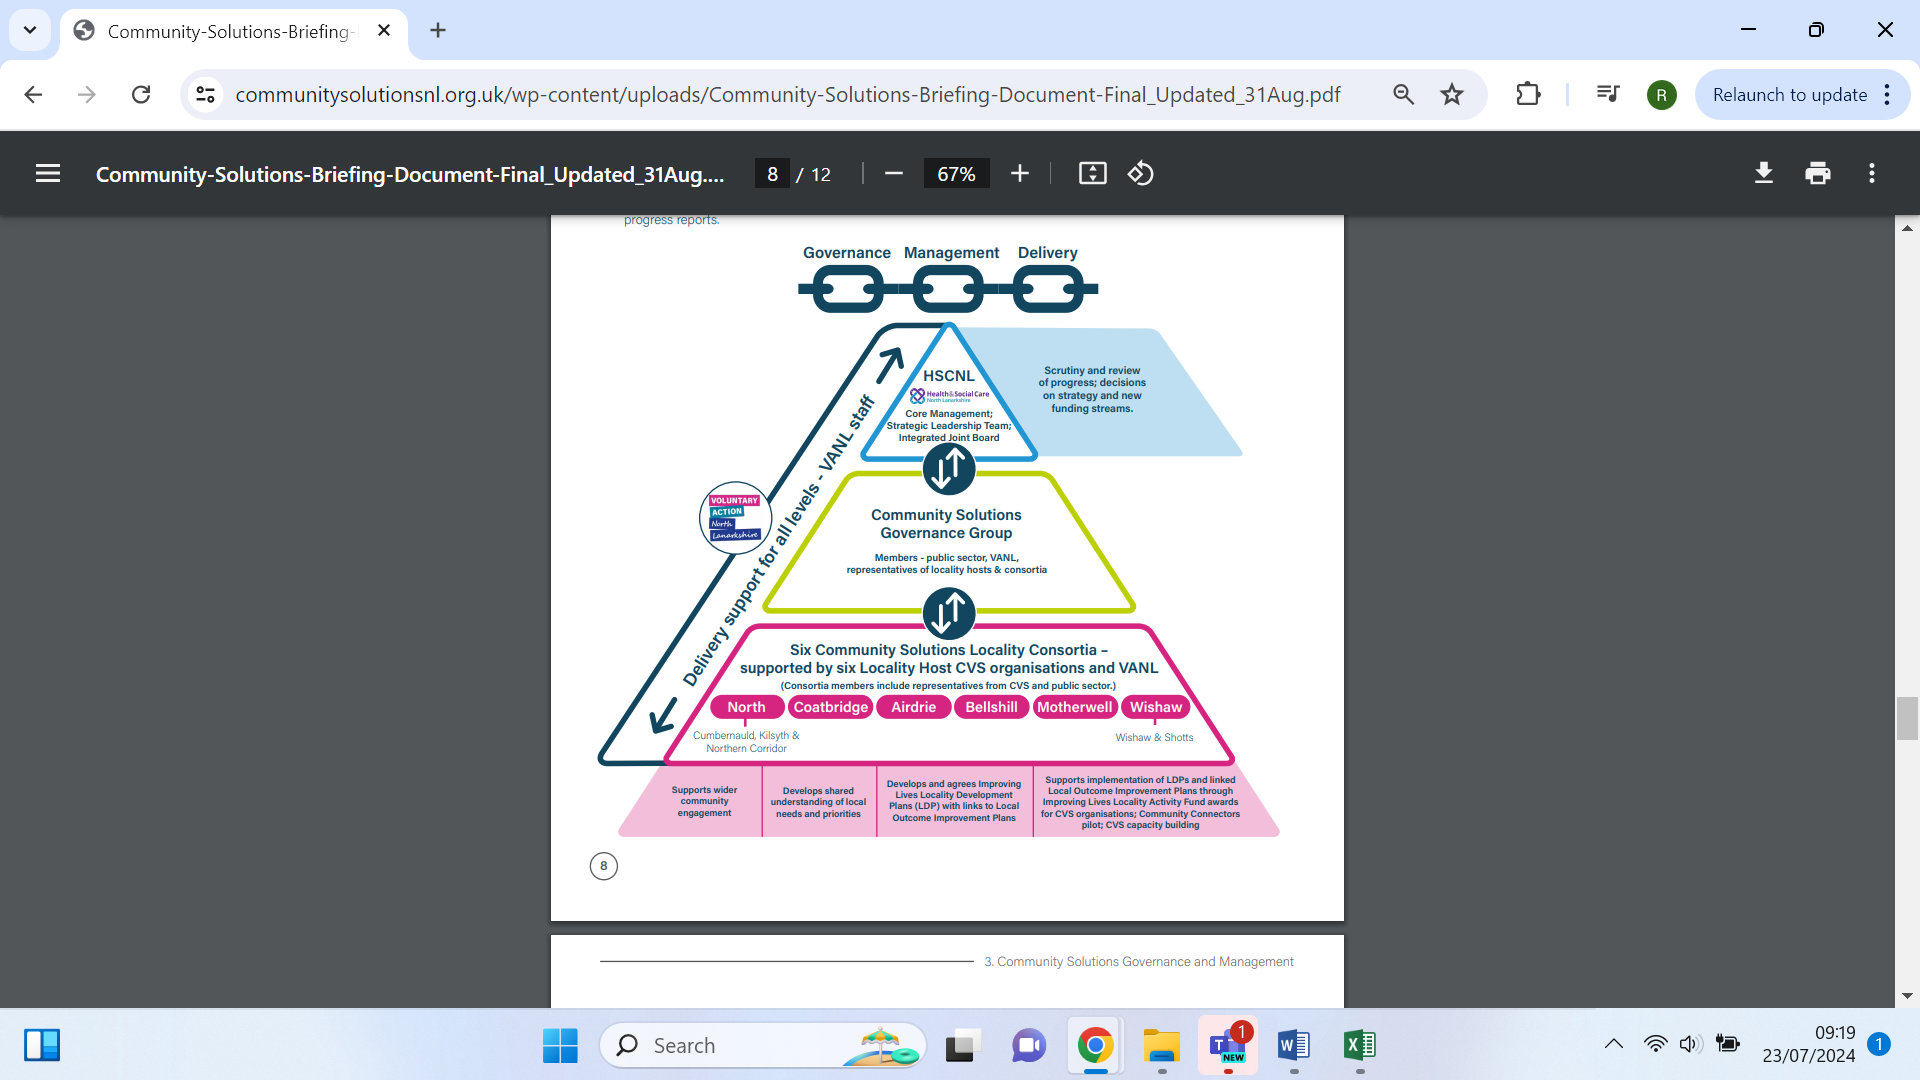 Community-Solutions-Briefing-
communitysolutionsnl.org.uk/wp-content/uploads/Community-Solutions-Briefing-Document-Final_Updated_31Aug.pdf
R
Relaunch to update
Community-Solutions-Briefing-Document-Final_Updated_31Aug....
8 / 12
67%
progress reports.
Governance Management Delivery
HSCNL
Health&Social Care
North Lanarkshire
Core Management;
Strategic Leadership Team;
Integrated Joint Board
Scrutiny and review
of progress; decisions
on strategy and new
funding streams.
Delivery support for all levels - VANL staff
VOLUNTARY
ACTION
North
Lanarkshire
Community Solutions
Governance Group
Members - public sector, VANL,
representatives of locality hosts & consortia
Six Community Solutions Locality Consortia –
supported by six Locality Host CVS organisations and VANL
(Consortia members include representatives from CVS and public sector.)
North Coatbridge Airdrie Bellshill Motherwell Wishaw
Cumbernauld, Kilsyth &
Northern Corridor
Wishaw & Shotts
Supports wider
community
engagement
Develops shared
understanding of local
needs and priorities
Develops and agrees Improving
Lives Locality Development
Plans (LDP) with links to Local
Outcome Improvement Plans
Supports implementation of LDPs and linked
Local Outcome Improvement Plans through
Improving Lives Locality Activity Fund awards
for CVS organisations; Community Connectors
pilot; CVS capacity building
8
3. Community Solutions Governance and Management
Search
1
T
NEW
W
X
09:19
23/07/2024
1